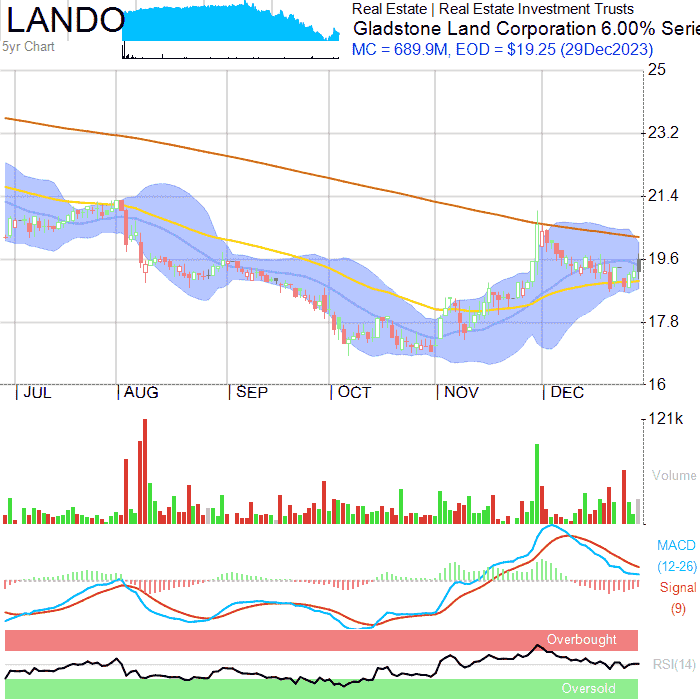 LANDO
5yr Chart
Real Estate | Real Estate Investment Trusts
Gladstone Land Corporation 6.00% Serie
MC = 689.9M, EOD = $19.25 (29Dec2023)
25
23.2
21.4
19.6
17.8
16
| JUL | AUG | SEP | OCT | NOV | DEC
121k
Volume
MACD
(12-26)
Signal
(9)
Overbought
RSI(14)
Oversold